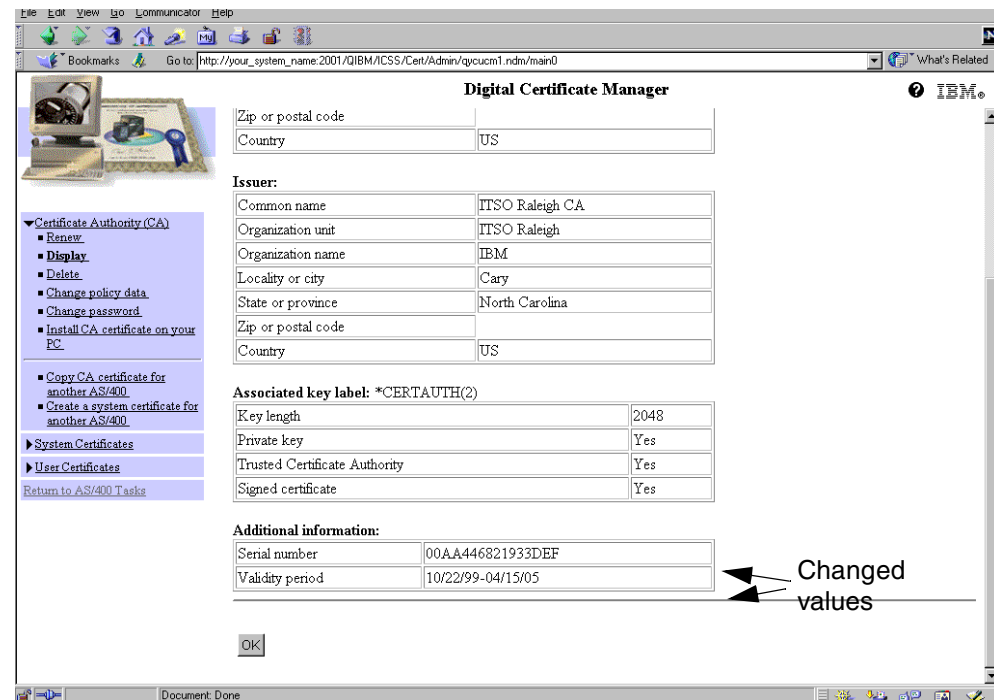 File Edit View Go Communicator Help
My
Bookmarks Go to: http://your_system_name:2001/QIBM/ICSS/Cert/Admin/qycucm1.ndm/main0 What's Related
Digital Certificate Manager
? IBM®
Zip or postal code
Country US
Issuer:
Common name ITSO Raleigh CA
Organization unit ITSO Raleigh
Organization name IBM
Locality or city Cary
State or province North Carolina
Zip or postal code
Country US
Associated key label: *CERTAUTH(2)
Key length 2048
Private key Yes
Trusted Certificate Authority Yes
Signed certificate Yes
Additional information:
Serial number 00AA446821933DEF
Validity period 10/22/99-04/15/05
Changed
values
OK
Certificate Authority (CA)
Renew
Display
Delete
Change policy data
Change password
Install CA certificate on your
PC
Copy CA certificate for
another AS/400
Create a system certificate for
another AS/400
System Certificates
User Certificates
Return to AS/400 Tasks
Document: Done